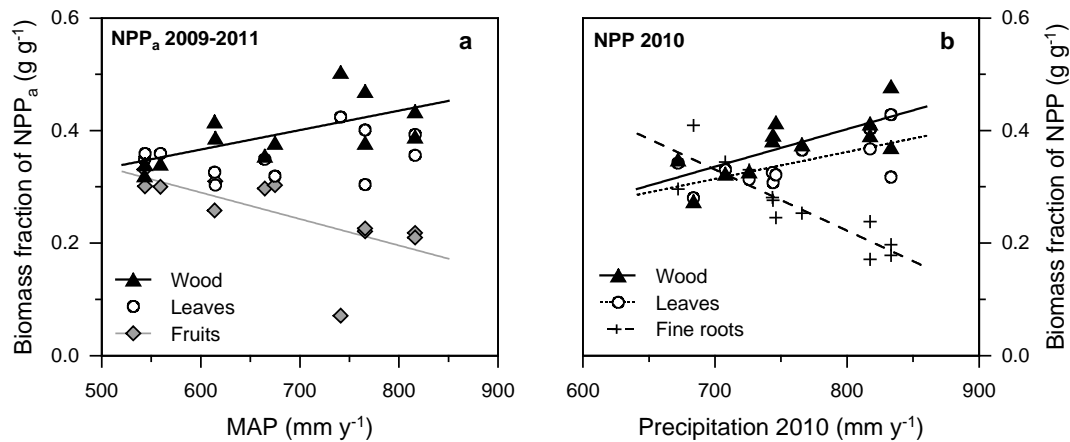 NPPa 2009-2011
a
Biomass fraction of NPPa (g g-1)
0.6
0.4
0.2
0.0
Wood
Leaves
Fruits
500 600 700 800 900
MAP (mm y-1)
NPP 2010
b
Wood
Leaves
Fine roots
600 700 800 900
Precipitation 2010 (mm y-1)
0.6
0.4
0.2
0.0
Biomass fraction of NPP (g g-1)